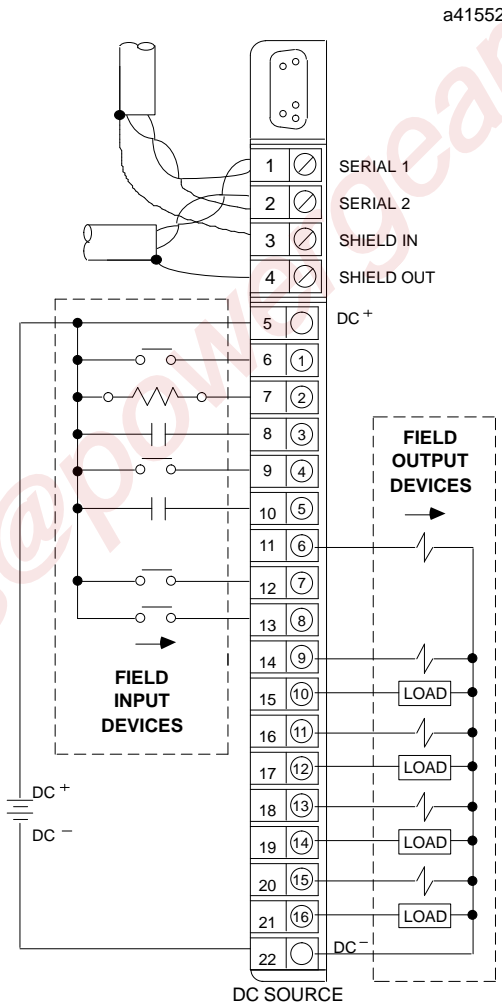 a41552
1 SERIAL 1
2 SERIAL 2
3 SHIELD IN
4 SHIELD OUT
5 DC +
6 1
7 2
8 3
9 4
10 5
11 6
12 7
13 8
14 9
15 10
16 11
17 12
18 13
19 14
20 15
21 16
22 DC −
FIELD
INPUT
DEVICES
DC +
DC −
FIELD
OUTPUT
DEVICES
LOAD
LOAD
LOAD
LOAD
DC SOURCE
@powergear